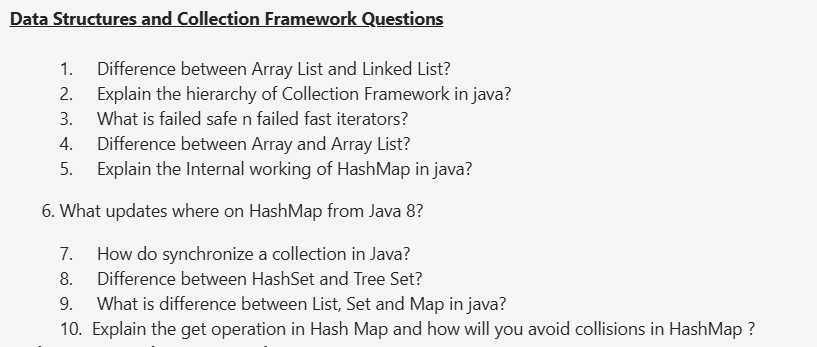 Data Structures and Collection Framework Questions
1. Difference between Array List and Linked List?
2. Explain the hierarchy of Collection Framework in java?
3. What is failed safe n failed fast iterators?
4. Difference between Array and Array List?
5. Explain the Internal working of HashMap in java?
6. What updates where on HashMap from Java 8?
7. How do synchronize a collection in Java?
8. Difference between HashSet and Tree Set?
9. What is difference between List, Set and Map in java?
10. Explain the get operation in Hash Map and how will you avoid collisions in HashMap ?